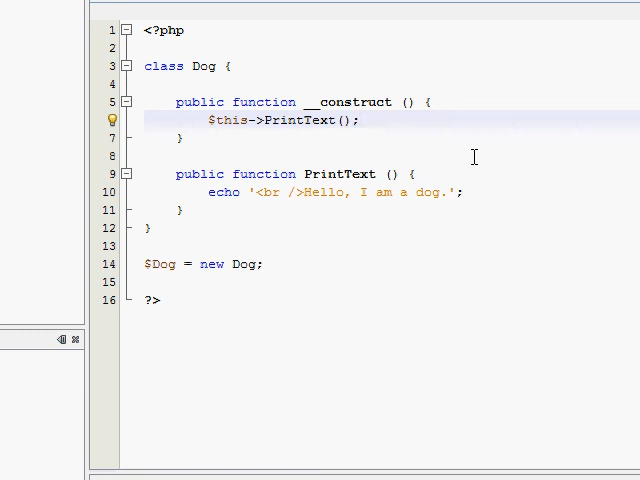 1 <?php
2
3 class Dog {
4
5 public function __construct () {
$this->PrintText();
7 }
8
9 public function PrintText () {
10 echo '<br />Hello, I am a dog.';
11 }
12 }
13
14 $Dog = new Dog;
15
16 ?>